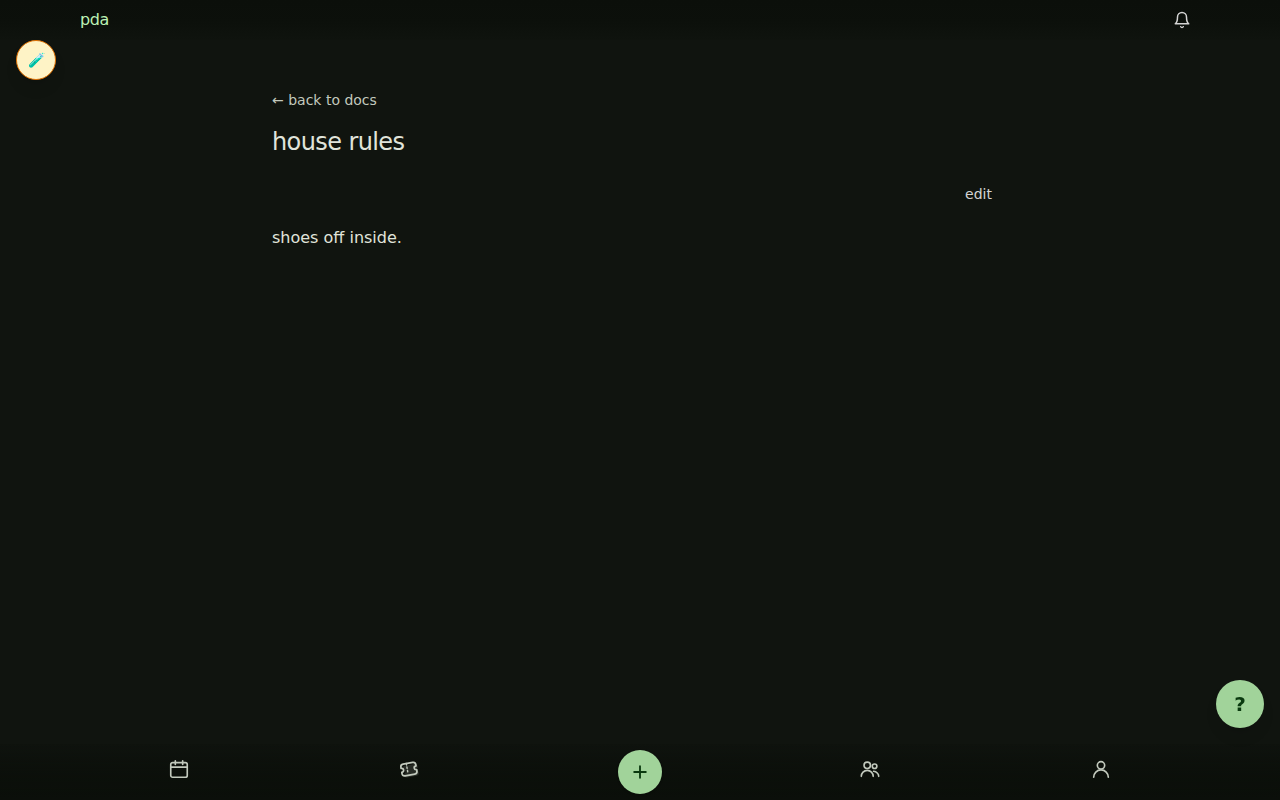 pda
← back to docs
house rules
edit
shoes off inside.
?